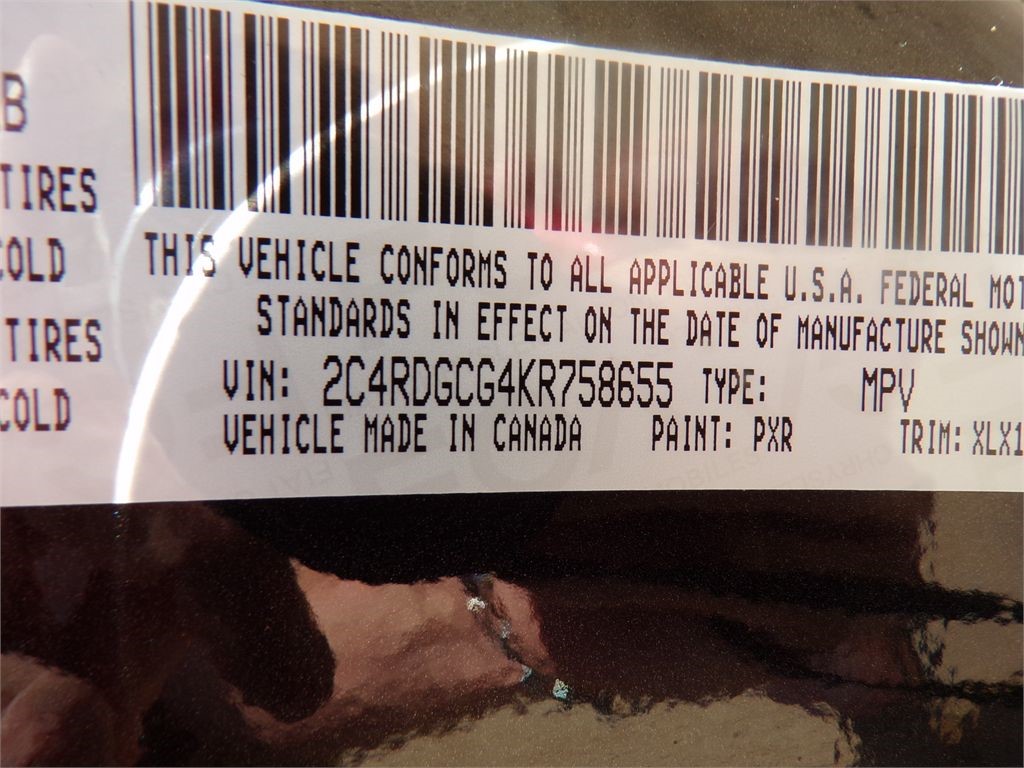 B
TIRES
COLD
TIRES
COLD
THIS VEHICLE CONFORMS TO ALL APPLICABLE U.S.A. FEDERAL MOT
STANDARDS IN EFFECT ON THE DATE OF MANUFACTURE SHOWN
VIN: 2C4RDGCG4KR758655 TYPE: MPV
VEHICLE MADE IN CANADA PAINT: PXR TRIM: XLX1